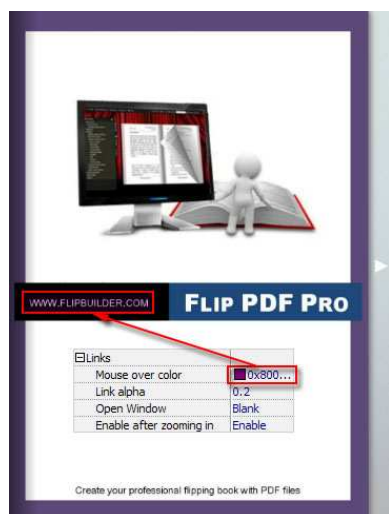 WWW.FLIPBUILDER.COM FLIP PDF PRO
Links
Mouse over color 0x800...
Link alpha 0.2
Open Window Blank
Enable after zooming in Enable
Create your professional flipping book with PDF files